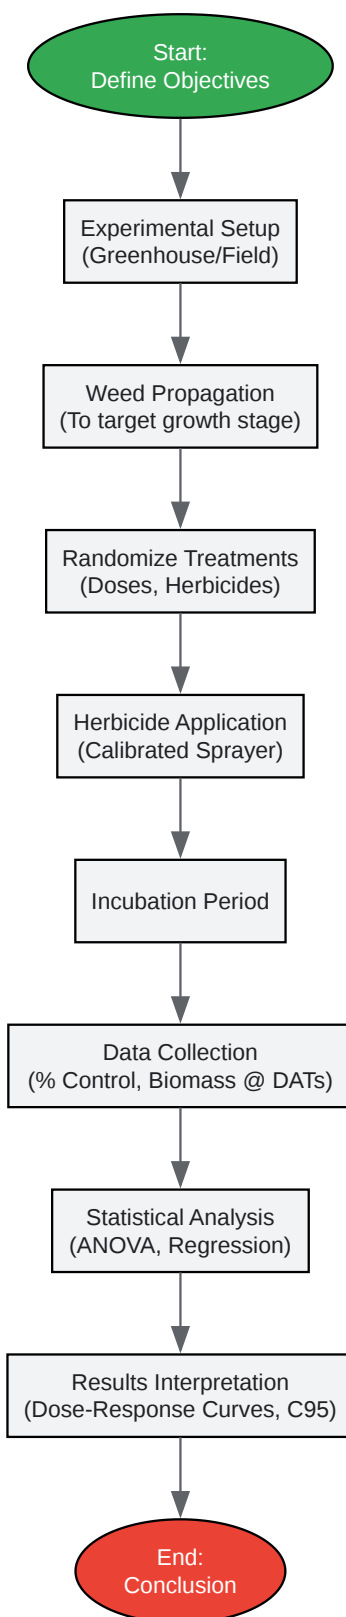 Start:
Define Objectives
Experimental Setup
(Greenhouse/Field)
Weed Propagation
(To target growth stage)
Randomize Treatments
(Doses, Herbicides)
Herbicide Application
(Calibrated Sprayer)
Incubation Period
Data Collection
(% Control, Biomass @ DATs)
Statistical Analysis
(ANOVA, Regression)
Results Interpretation
(Dose-Response Curves, C95)
End:
Conclusion